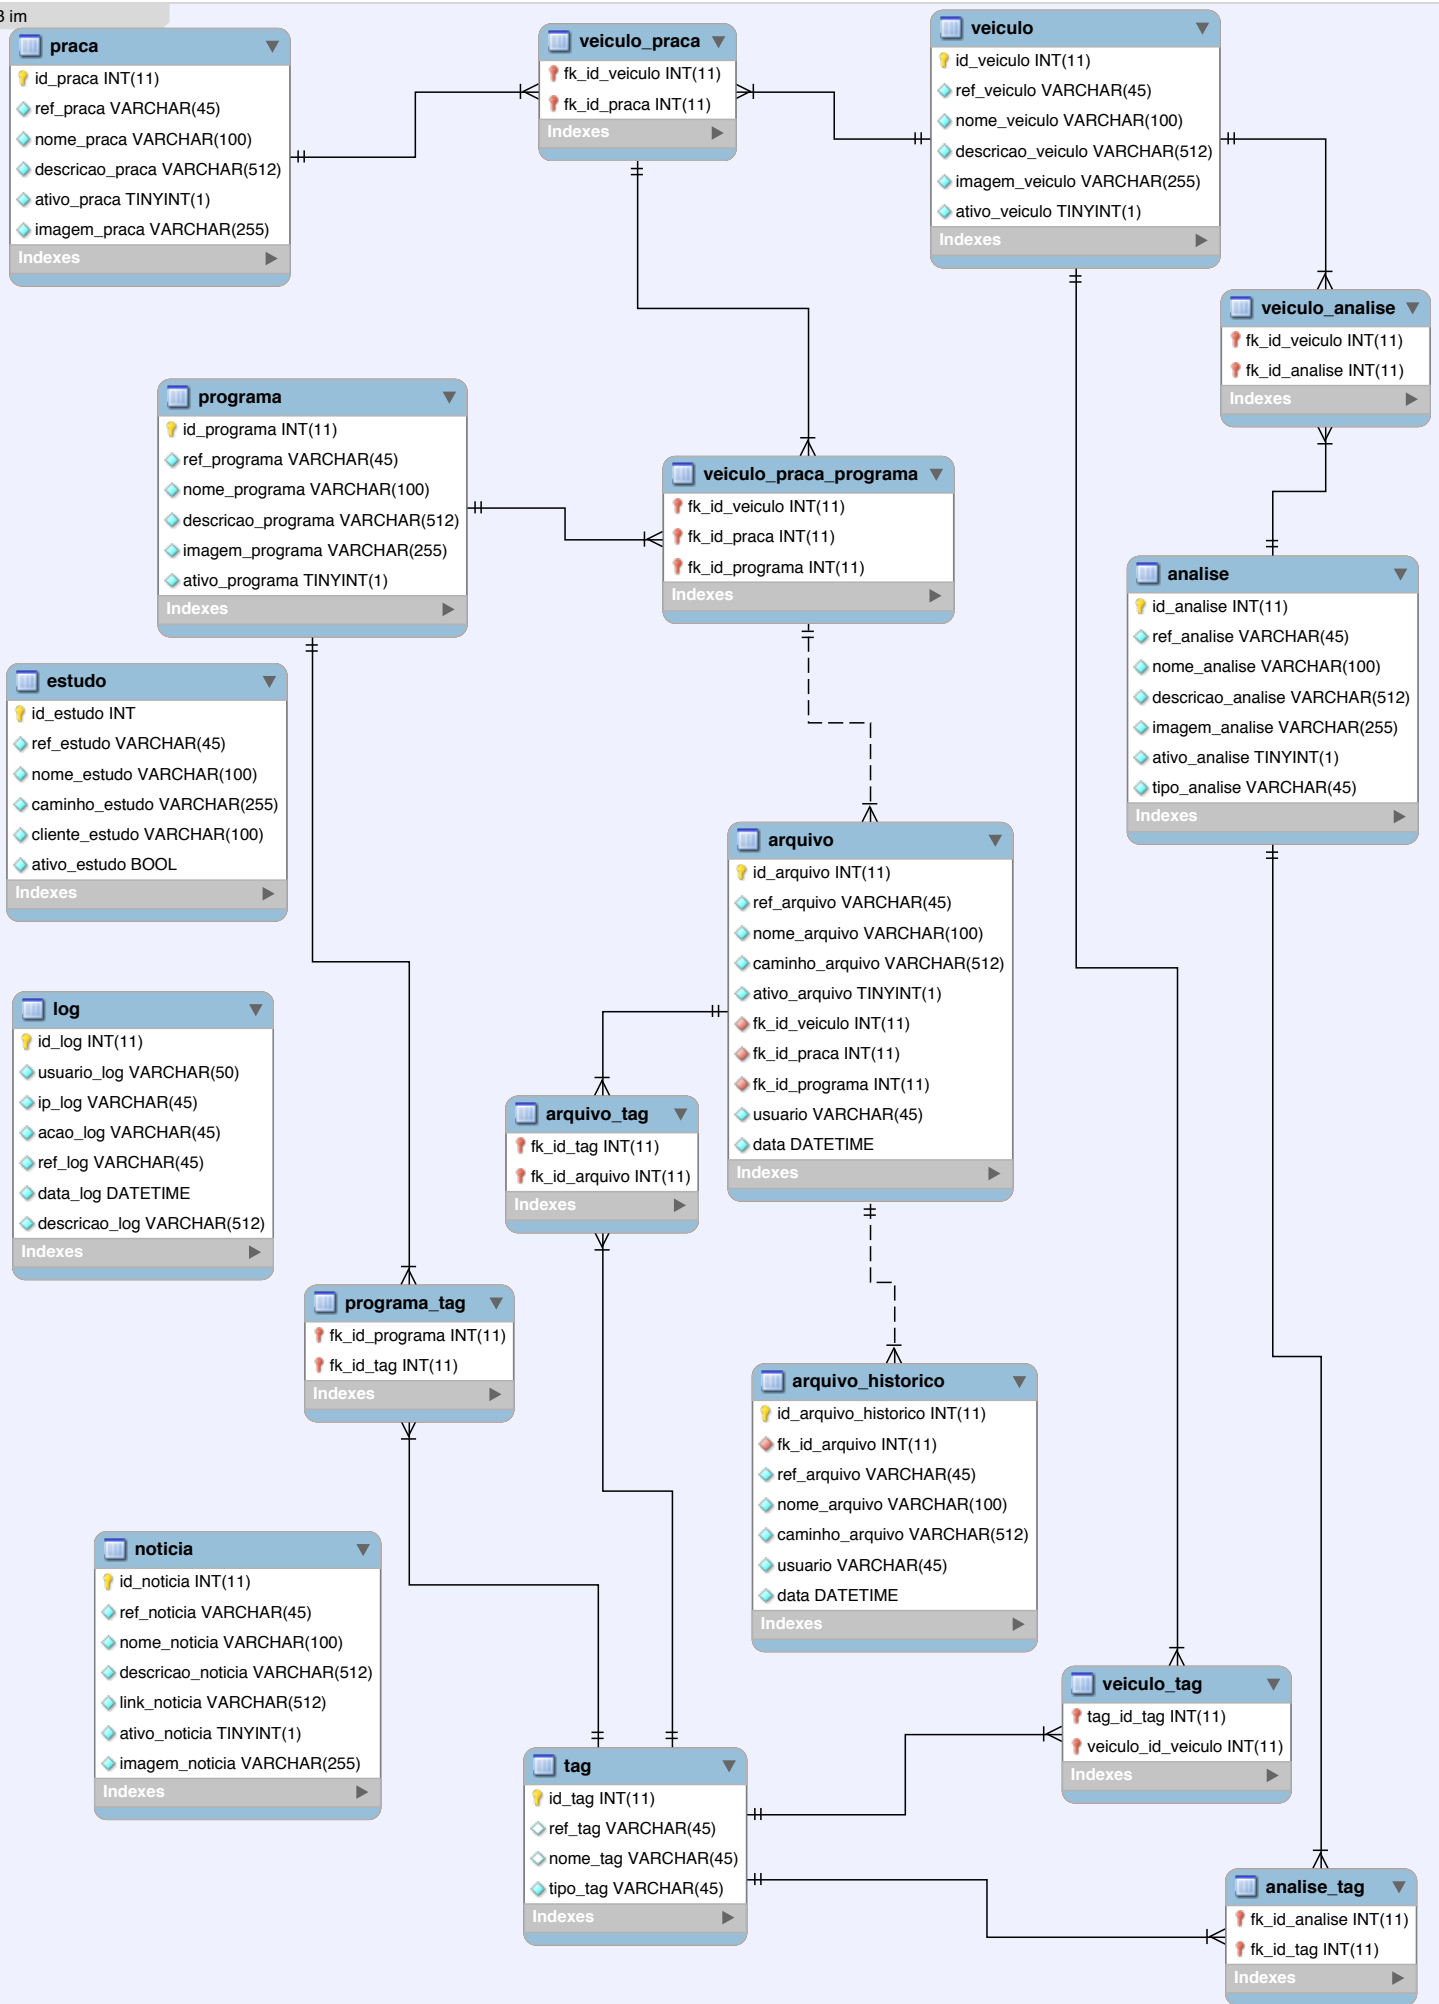 3 im
praca
id_praca INT(11)
ref_praca VARCHAR(45)
nome_praca VARCHAR(100)
descricao_praca VARCHAR(512)
ativo_praca TINYINT(1)
imagem_praca VARCHAR(255)
Indexes
veiculo_praca
fk_id_veiculo INT(11)
fk_id_praca INT(11)
Indexes
veiculo
id_veiculo INT(11)
ref_veiculo VARCHAR(45)
nome_veiculo VARCHAR(100)
descricao_veiculo VARCHAR(512)
imagem_veiculo VARCHAR(255)
ativo_veiculo TINYINT(1)
Indexes
veiculo_analise
fk_id_veiculo INT(11)
fk_id_analise INT(11)
Indexes
programa
id_programa INT(11)
ref_programa VARCHAR(45)
nome_programa VARCHAR(100)
descricao_programa VARCHAR(512)
imagem_programa VARCHAR(255)
ativo_programa TINYINT(1)
Indexes
veiculo_praca_programa
fk_id_veiculo INT(11)
fk_id_praca INT(11)
fk_id_programa INT(11)
Indexes
analise
id_analise INT(11)
ref_analise VARCHAR(45)
nome_analise VARCHAR(100)
descricao_analise VARCHAR(512)
imagem_analise VARCHAR(255)
ativo_analise TINYINT(1)
tipo_analise VARCHAR(45)
Indexes
estudo
id_estudo INT
ref_estudo VARCHAR(45)
nome_estudo VARCHAR(100)
caminho_estudo VARCHAR(255)
cliente_estudo VARCHAR(100)
ativo_estudo BOOL
Indexes
arquivo
id_arquivo INT(11)
ref_arquivo VARCHAR(45)
nome_arquivo VARCHAR(100)
caminho_arquivo VARCHAR(512)
ativo_arquivo TINYINT(1)
fk_id_veiculo INT(11)
fk_id_praca INT(11)
fk_id_programa INT(11)
usuario VARCHAR(45)
data DATETIME
Indexes
log
id_log INT(11)
usuario_log VARCHAR(50)
ip_log VARCHAR(45)
acao_log VARCHAR(45)
ref_log VARCHAR(45)
data_log DATETIME
descricao_log VARCHAR(512)
Indexes
arquivo_tag
fk_id_tag INT(11)
fk_id_arquivo INT(11)
Indexes
programa_tag
fk_id_programa INT(11)
fk_id_tag INT(11)
Indexes
arquivo_historico
id_arquivo_historico INT(11)
fk_id_arquivo INT(11)
ref_arquivo VARCHAR(45)
nome_arquivo VARCHAR(100)
caminho_arquivo VARCHAR(512)
usuario VARCHAR(45)
data DATETIME
Indexes
noticia
id_noticia INT(11)
ref_noticia VARCHAR(45)
nome_noticia VARCHAR(100)
descricao_noticia VARCHAR(512)
link_noticia VARCHAR(512)
ativo_noticia TINYINT(1)
imagem_noticia VARCHAR(255)
Indexes
veiculo_tag
tag_id_tag INT(11)
veiculo_id_veiculo INT(11)
Indexes
tag
id_tag INT(11)
ref_tag VARCHAR(45)
nome_tag VARCHAR(45)
tipo_tag VARCHAR(45)
Indexes
analise_tag
fk_id_analise INT(11)
fk_id_tag INT(11)
Indexes